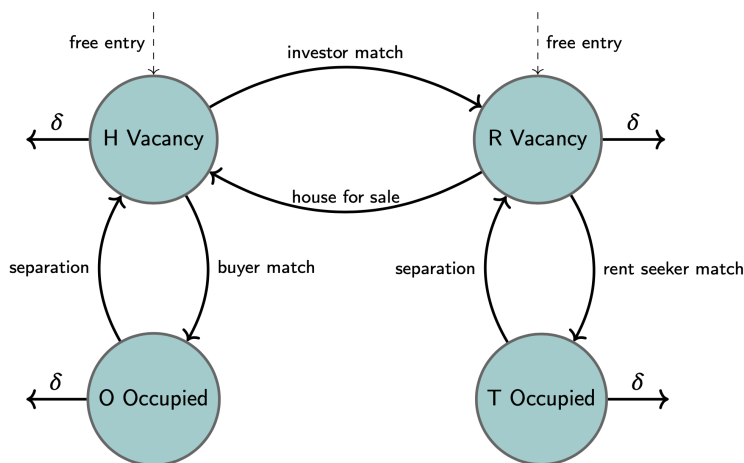 free entry
free entry
investor match
δ
H Vacancy
R Vacancy
δ
house for sale
separation
buyer match
separation
rent seeker match
δ
O Occupied
T Occupied
δ